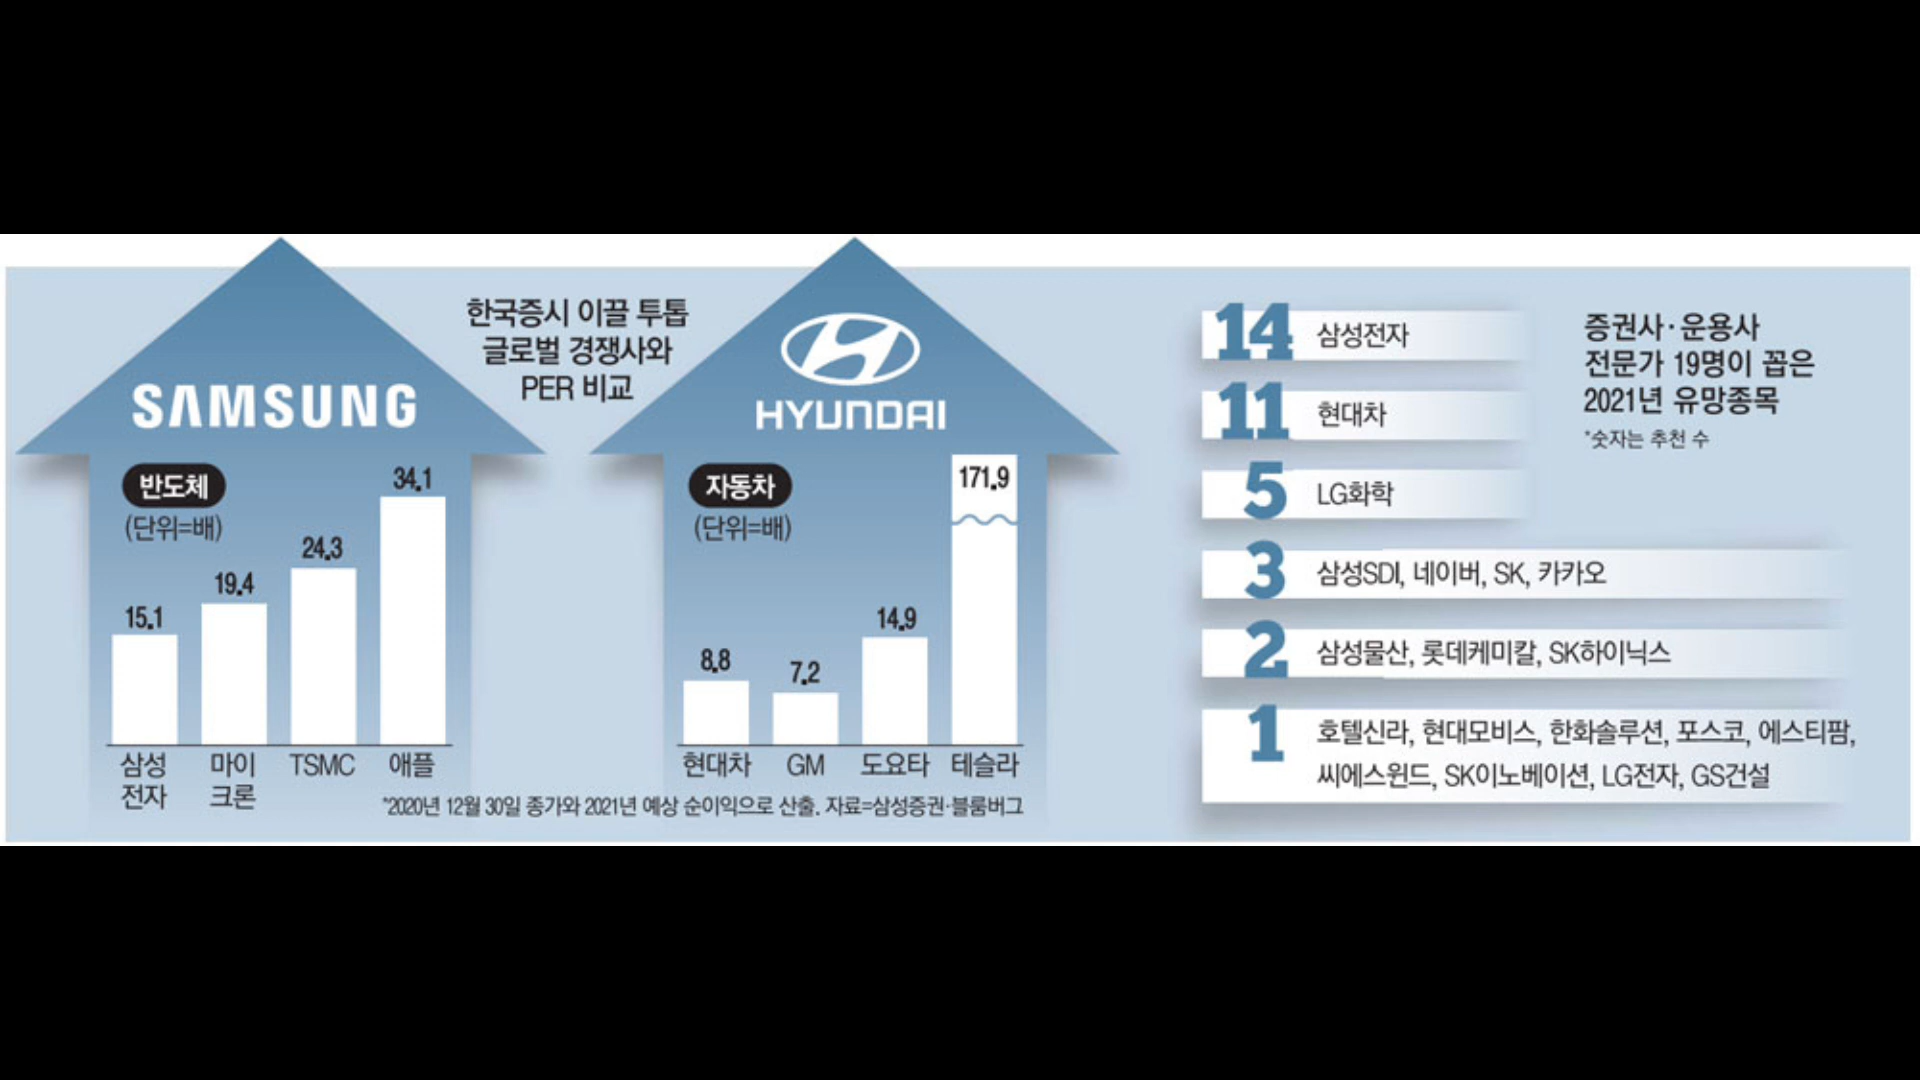 한국증시 이끌 투톱
글로벌 경쟁사와
PER 비교
SAMSUNG
반도체
(단위=배)
15.1
19.4
24.3
34.1
삼성
전자
마이
크론
TSMC
애플
HYUNDAI
자동차
(단위=배)
8.8
7.2
14.9
171.9
현대차
GM
도요타
테슬라
*2020년 12월 30일 종가와 2021년 예상 순이익으로 산출. 자료=삼성증권·블룸버그
증권사·운용사
전문가 19명이 꼽은
2021년 유망종목
*숫자는 추천 수
14 삼성전자
11 현대차
5 LG화학
3 삼성SDI, 네이버, SK, 카카오
2 삼성물산, 롯데케미칼, SK하이닉스
1 호텔신라, 현대모비스, 한화솔루션, 포스코, 에스티팜,
씨에스윈드, SK이노베이션, LG전자, GS건설